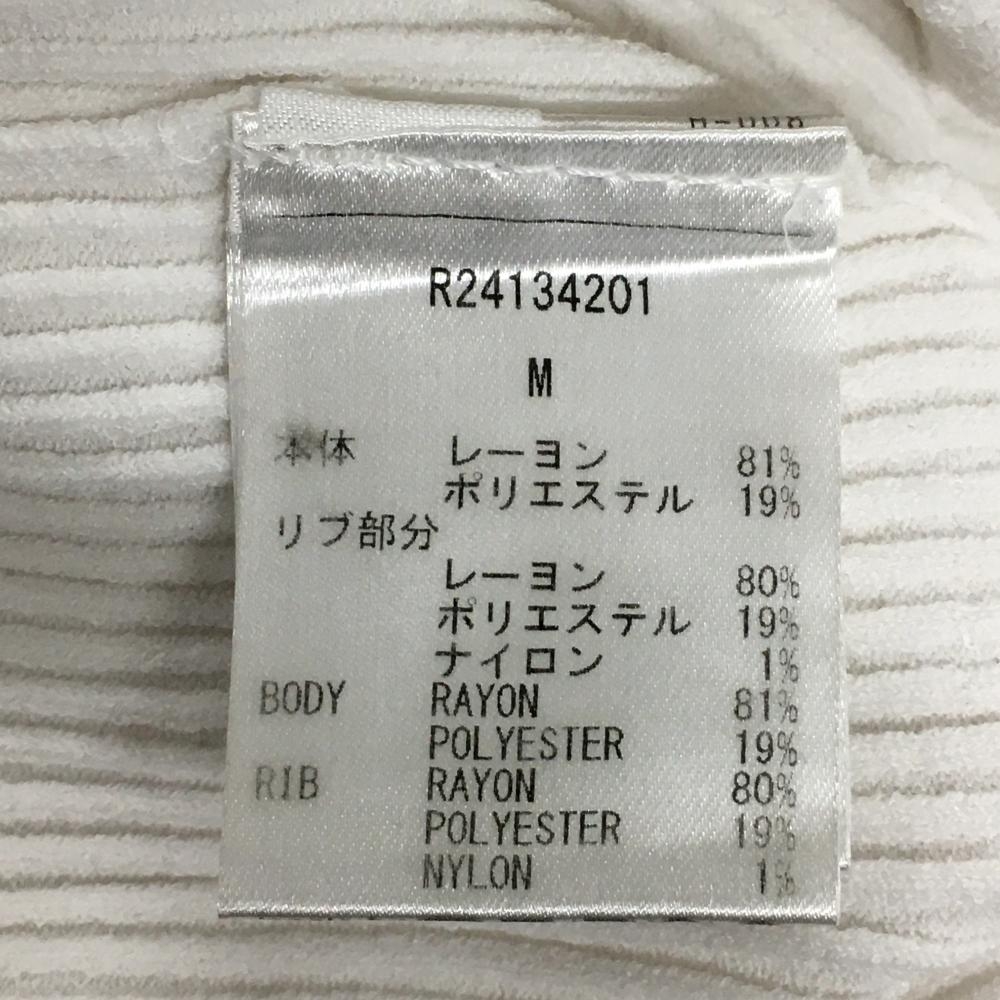 R24134201
M
本体 レーヨン 81%
ポリエステル 19%
リブ部分
レーヨン 80%
ポリエステル 19%
ナイロン 1%
BODY RAYON 81%
POLYESTER 19%
RIB RAYON 80%
POLYESTER 19%
NYLON 1%